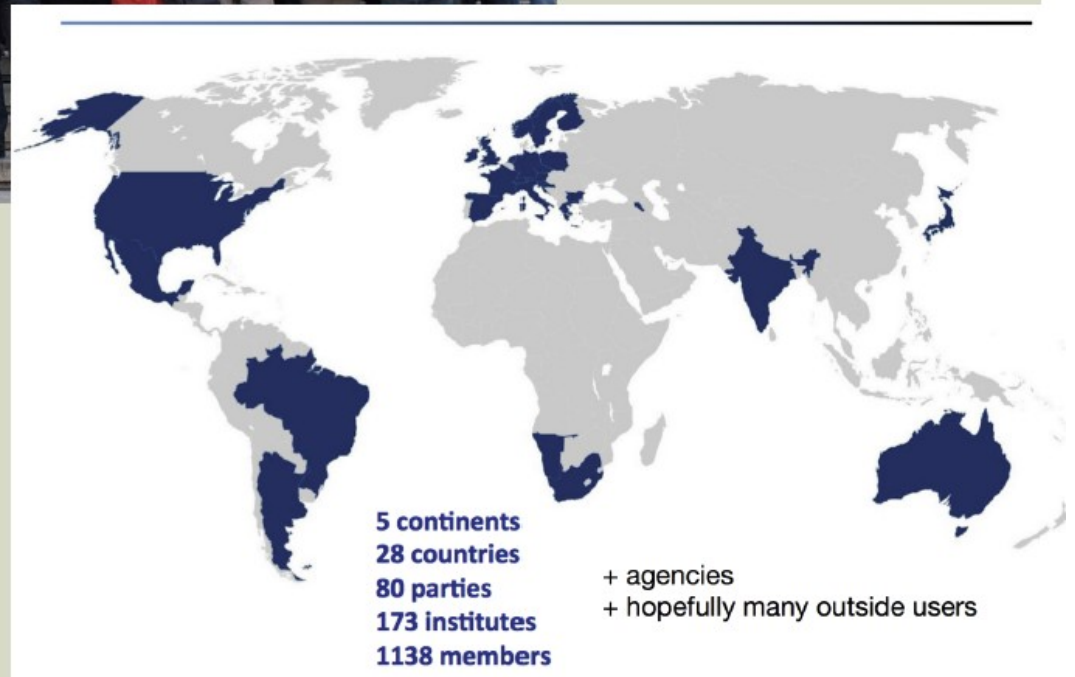 5 continents
28 countries
80 parties
173 institutes
1138 members
+ agencies
+ hopefully many outside users